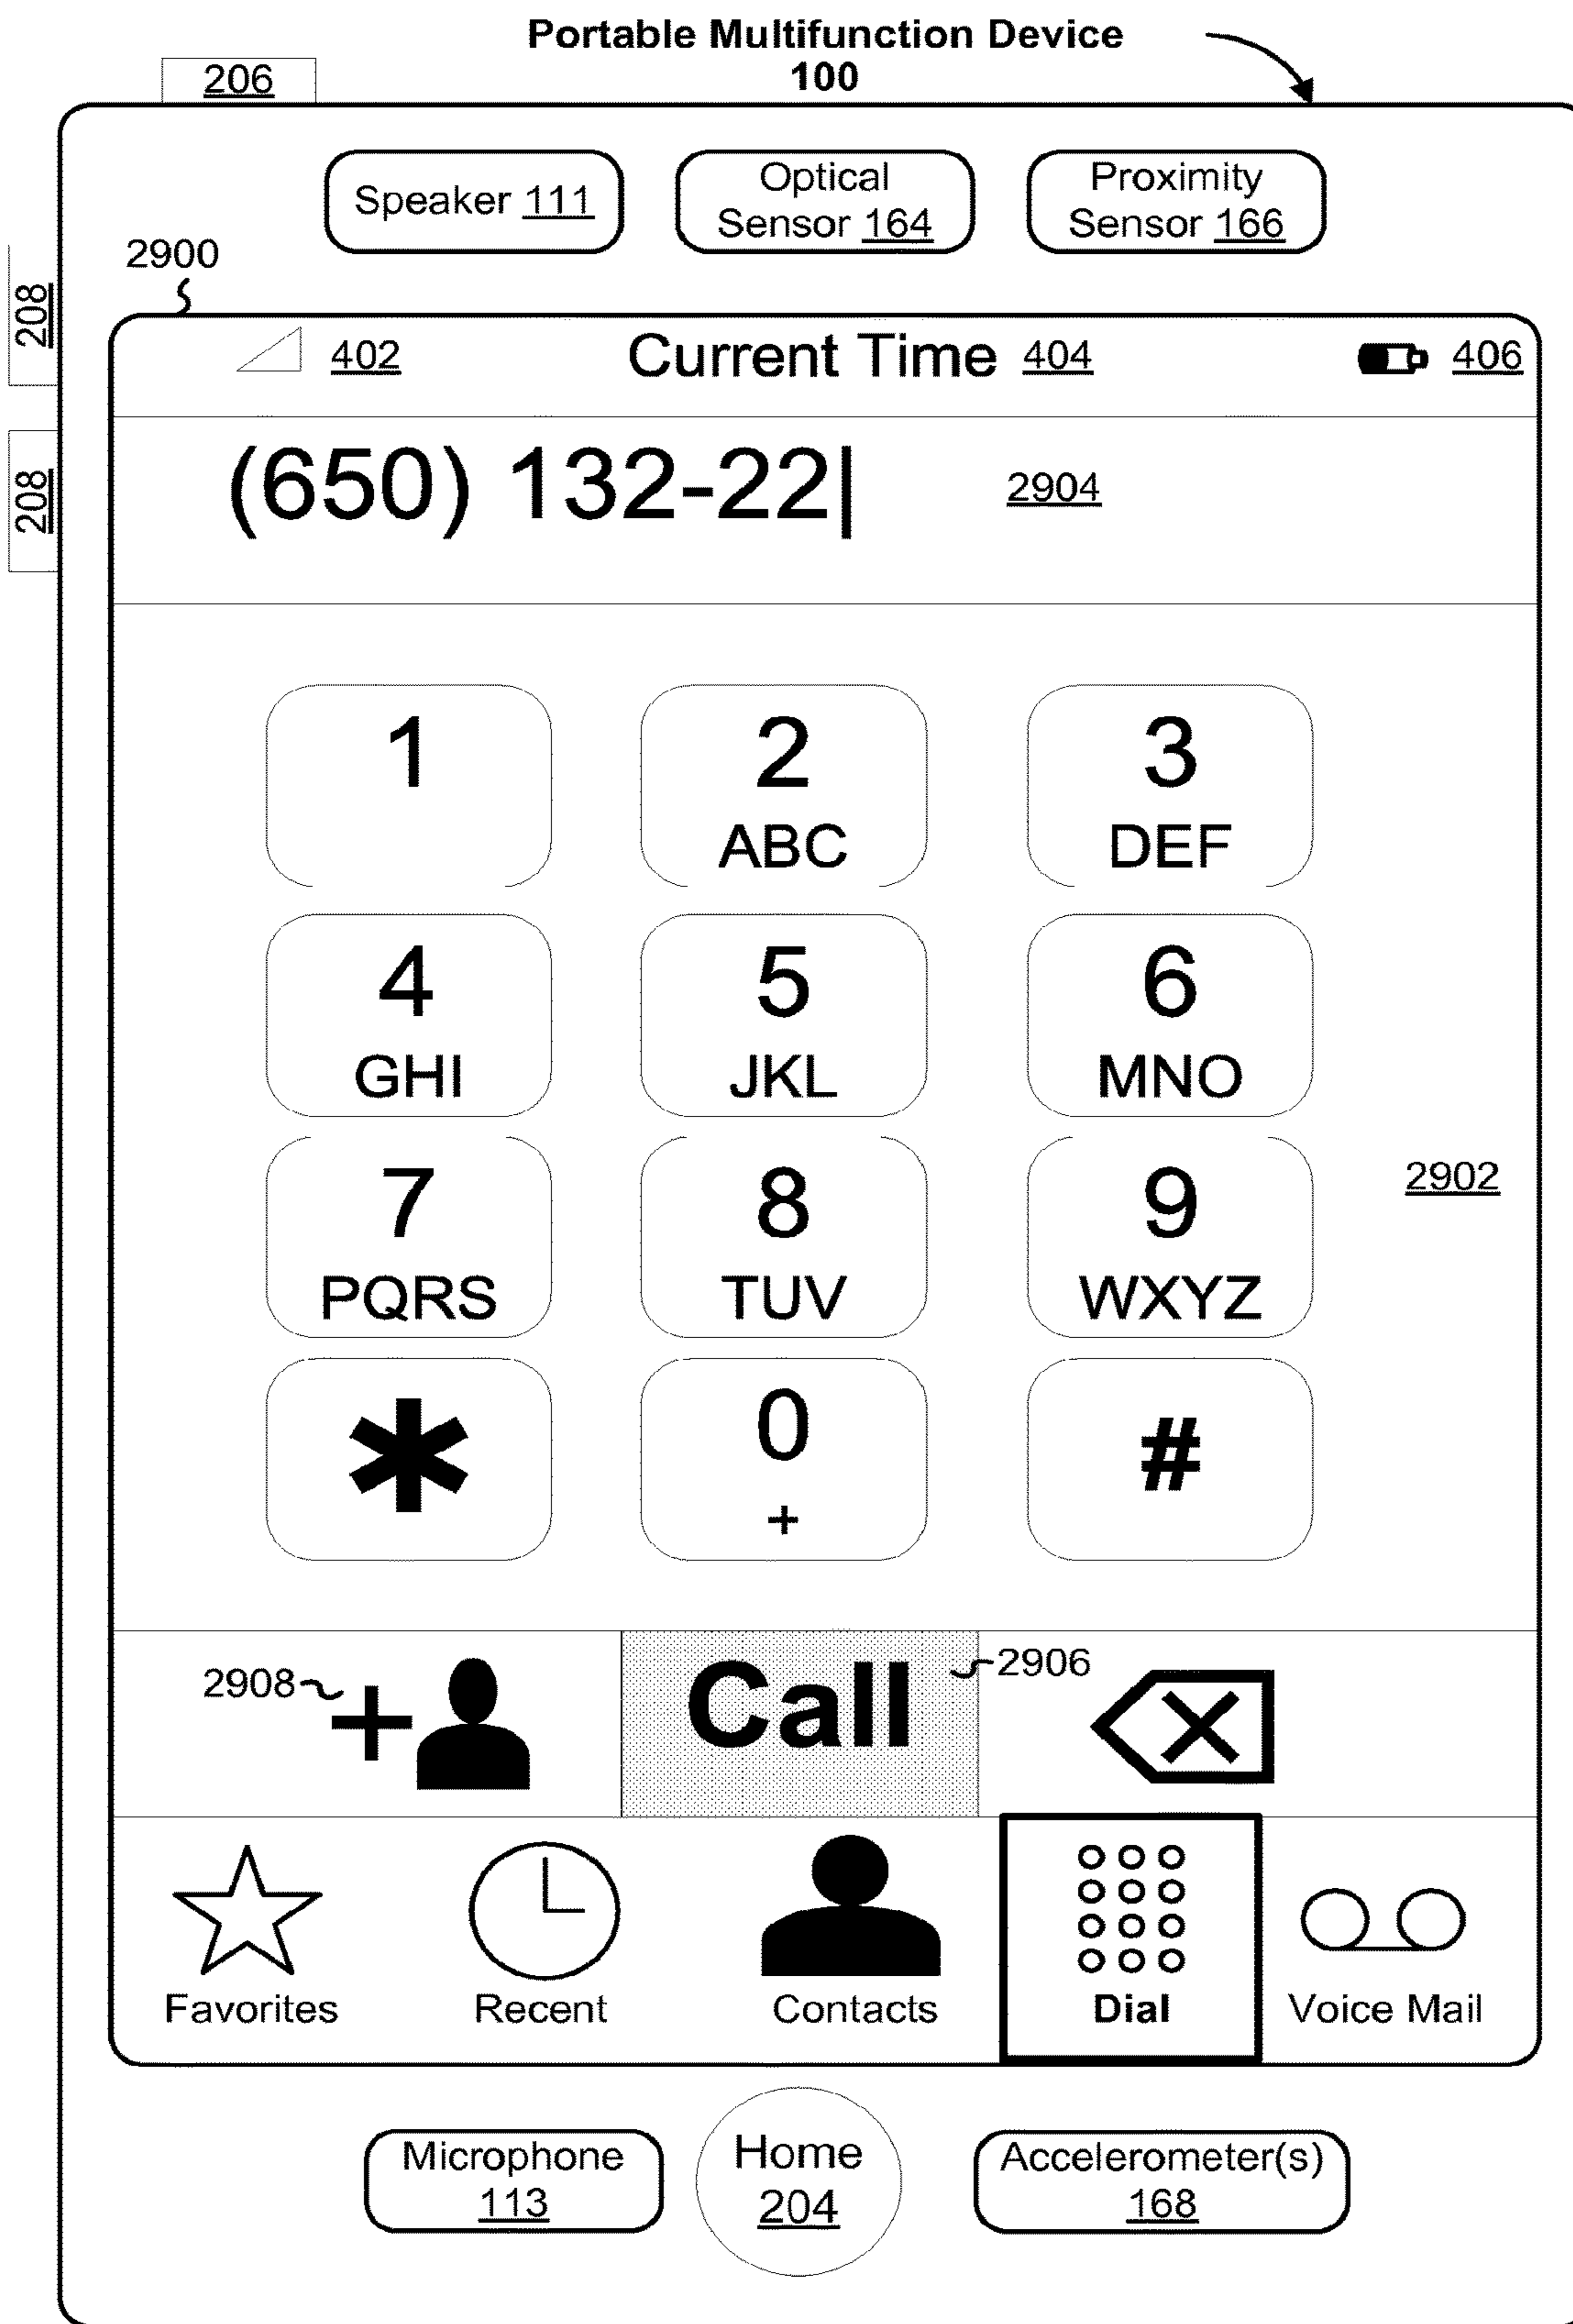 Portable Multifunction Device
100
206
Speaker 111
Optical
Sensor 164
Proximity
Sensor 166
2900
208
402
Current Time 404
406
208
(650) 132-22|
2904
1
2
ABC
3
DEF
4
GHI
5
JKL
6
MNO
7
PQRS
8
TUV
9
WXYZ
2902
*
0
+
#
2908
+
Call
2906
Favorites
Recent
Contacts
Dial
Voice Mail
Microphone
113
Home
204
Accelerometer(s)
168